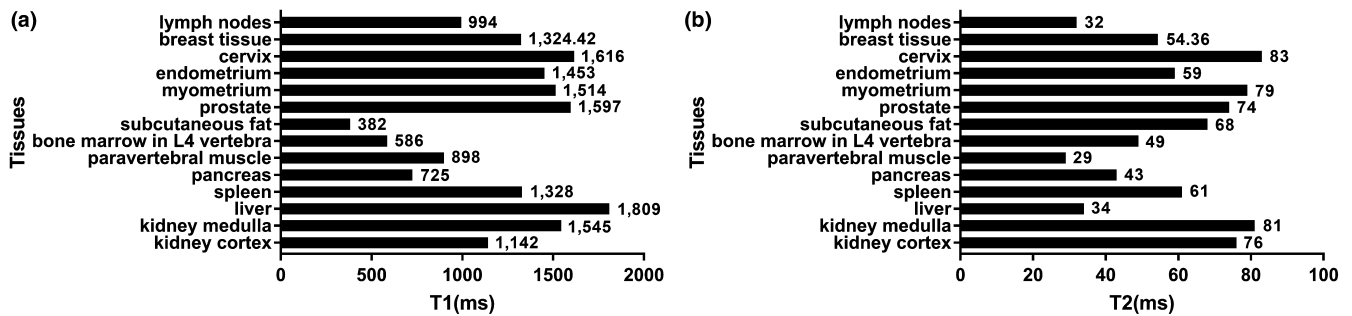 (a)
Tissues
lymph nodes 994
breast tissue 1,324.42
cervix 1,616
endometrium 1,453
myometrium 1,514
prostate 1,597
subcutaneous fat 382
bone marrow in L4 vertebra 586
paravertebral muscle 898
pancreas 725
spleen 1,328
liver 1,809
kidney medulla 1,545
kidney cortex 1,142
0 500 1000 1500 2000
T1(ms)
(b)
Tissues
lymph nodes 32
breast tissue 54.36
cervix 83
endometrium 59
myometrium 79
prostate 74
subcutaneous fat 68
bone marrow in L4 vertebra 49
paravertebral muscle 29
pancreas 43
spleen 61
liver 34
kidney medulla 81
kidney cortex 76
0 20 40 60 80 100
T2(ms)